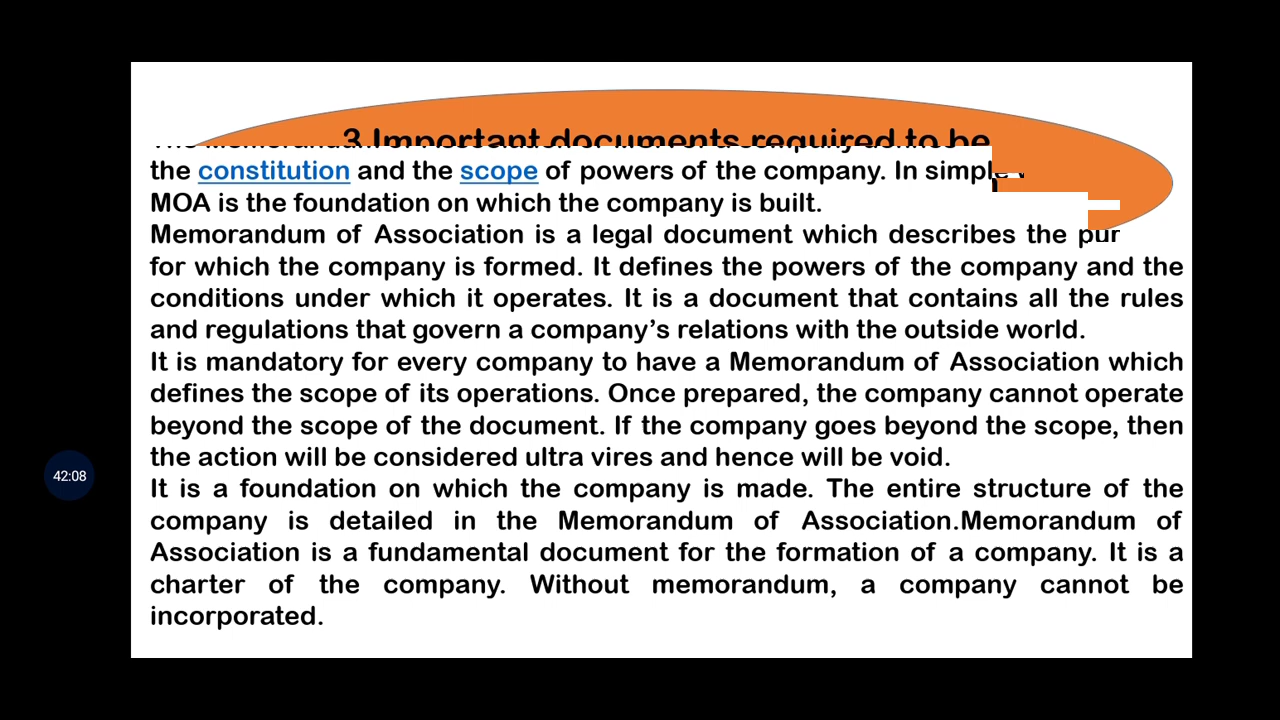 3 Important documents required to be
the constitution and the scope of powers of the company. In simple
MOA is the foundation on which the company is built.
Memorandum of Association is a legal document which describes the pur
for which the company is formed. It defines the powers of the company and the
conditions under which it operates. It is a document that contains all the rules
and regulations that govern a company's relations with the outside world.
It is mandatory for every company to have a Memorandum of Association which
defines the scope of its operations. Once prepared, the company cannot operate
beyond the scope of the document. If the company goes beyond the scope, then
the action will be considered ultra vires and hence will be void.
It is a foundation on which the company is made. The entire structure of the
company is detailed in the Memorandum of Association.Memorandum of
Association is a fundamental document for the formation of a company. It is a
charter of the company. Without memorandum, a company cannot be
incorporated.
42:08